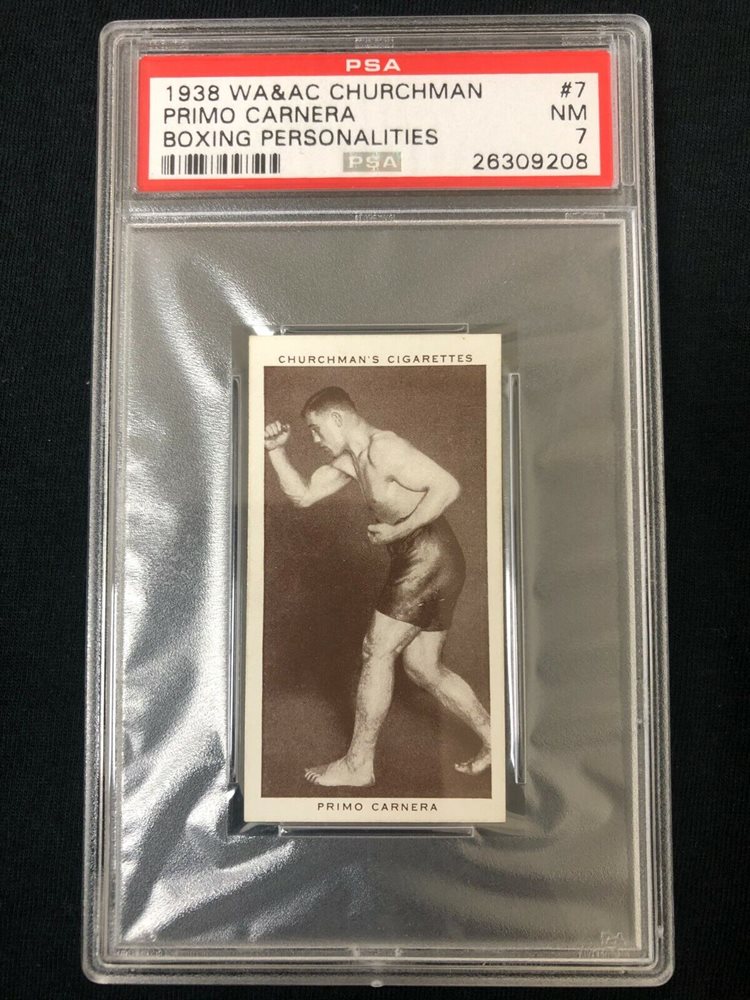 PSA
1938 WA&AC CHURCHMAN #7
PRIMO CARNERA NM
BOXING PERSONALITIES 7
PSA 26309208
CHURCHMAN'S CIGARETTES
PRIMO CARNERA